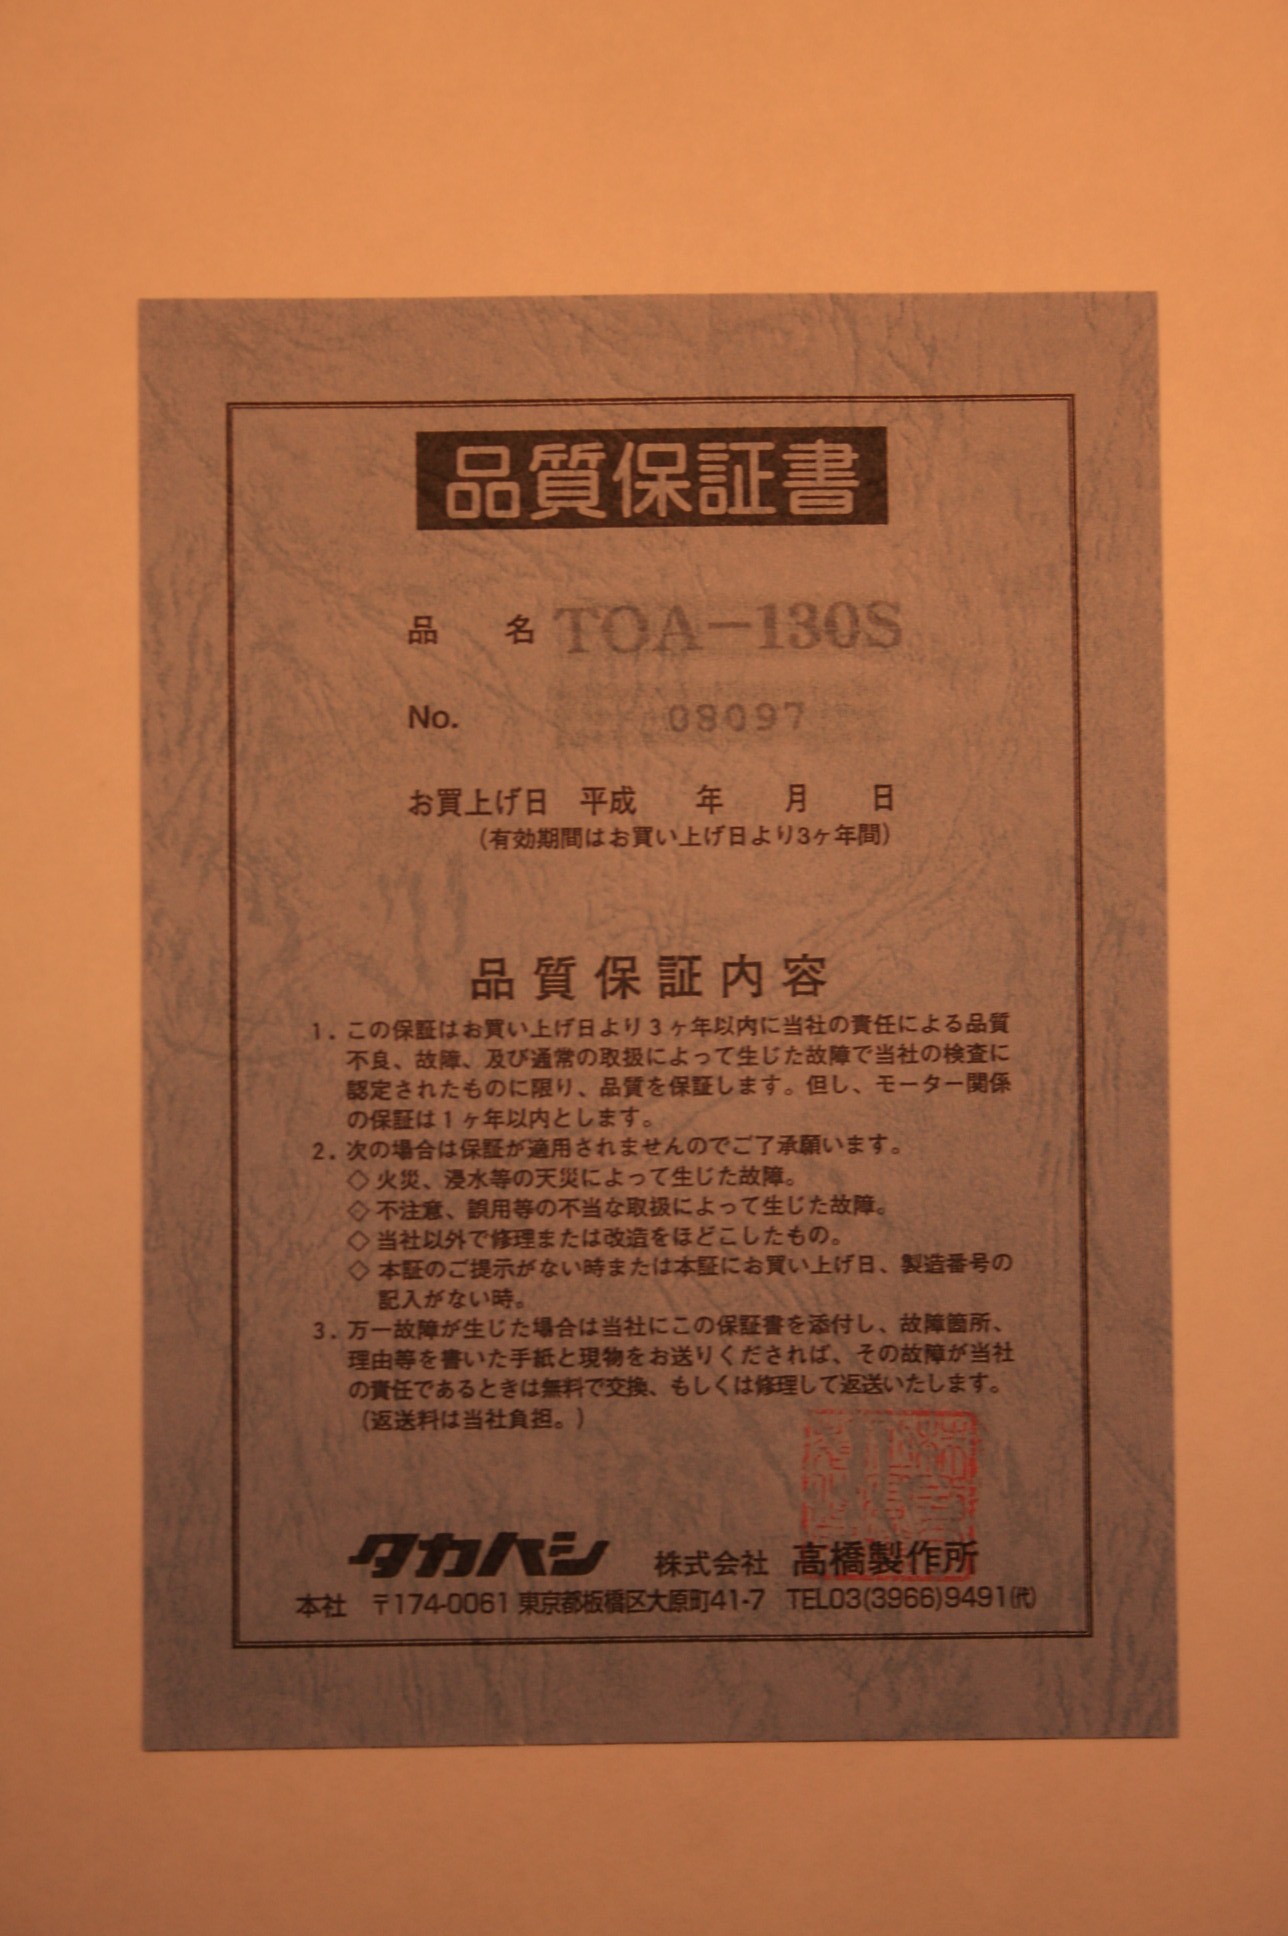 品質保証書
品 名 TOA-130S
No. 08097
お買上げ日 平成 年 月 日
(有効期間はお買い上げ日より3ヶ年間)
品質保証内容
1. この保証はお買い上げ日より3ヶ年以内に当社の責任による品質
不良、故障、及び通常の取扱によって生じた故障で当社の検査に
認定されたものに限り、品質を保証します。但し、モーター関係
の保証は1ヶ年以内とします。
2. 次の場合は保証が適用されませんのでご了承願います。
◇火災、浸水等の天災によって生じた故障。
◇不注意、誤用等の不当な取扱によって生じた故障。
◇当社以外で修理または改造をほどこしたもの。
◇本証のご提示がない時または本証にお買い上げ日、製造番号の
記入がない時。
3. 万一故障が生じた場合は当社にこの保証書を添付し、故障箇所、
理由等を書いた手紙と現物をお送りくだされば、その故障が当社
の責任であるときは無料で交換、もしくは修理して返送いたします。
(返送料は当社負担。)
タカハシ 株式会社 高橋製作所
本社 〒174-0061 東京都板橋区大原町41-7 TEL03(3966)9491㈹